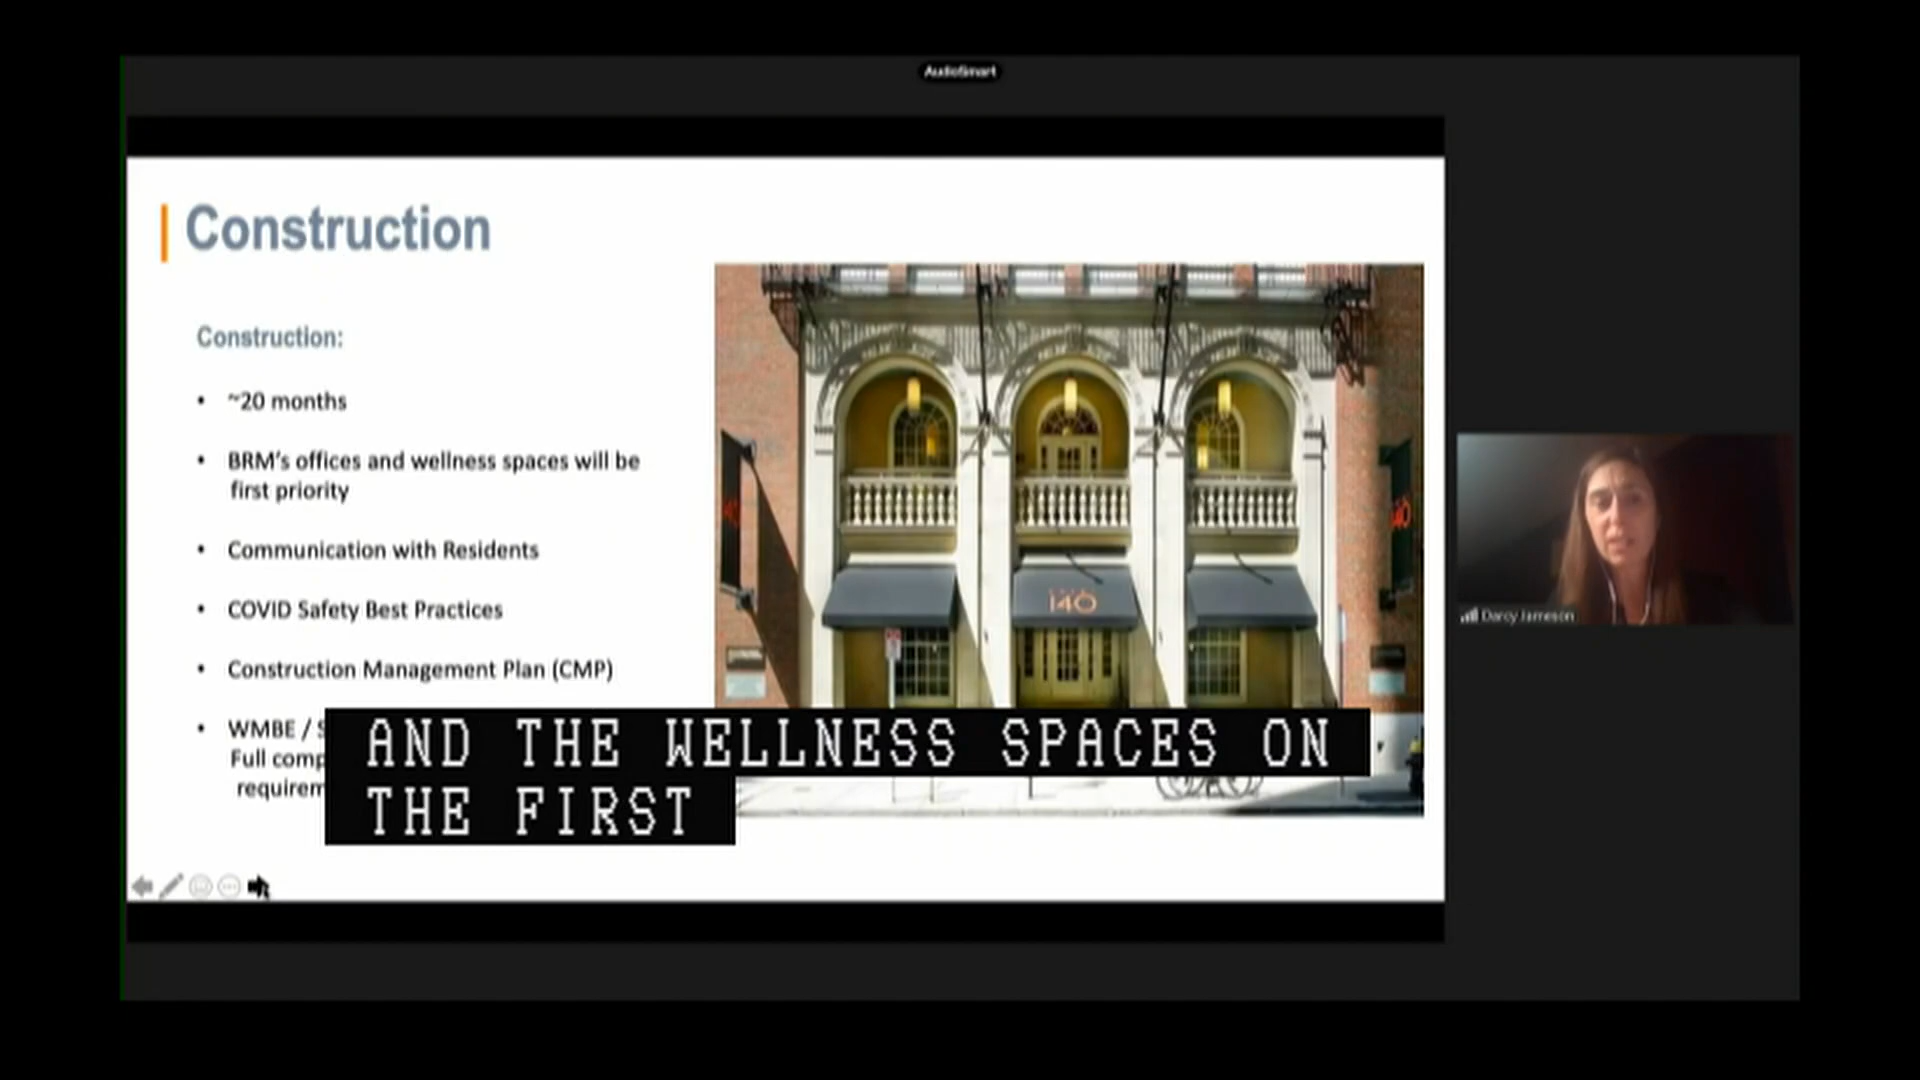 AudioSmart
Construction
Construction:
• ~20 months
• BRM's offices and wellness spaces will be
first priority
• Communication with Residents
• COVID Safety Best Practices
• Construction Management Plan (CMP)
• WMBE / S
Full comp
requirem
140
140
AND THE WELLNESS SPACES ON
THE FIRST
Darcy Jameson